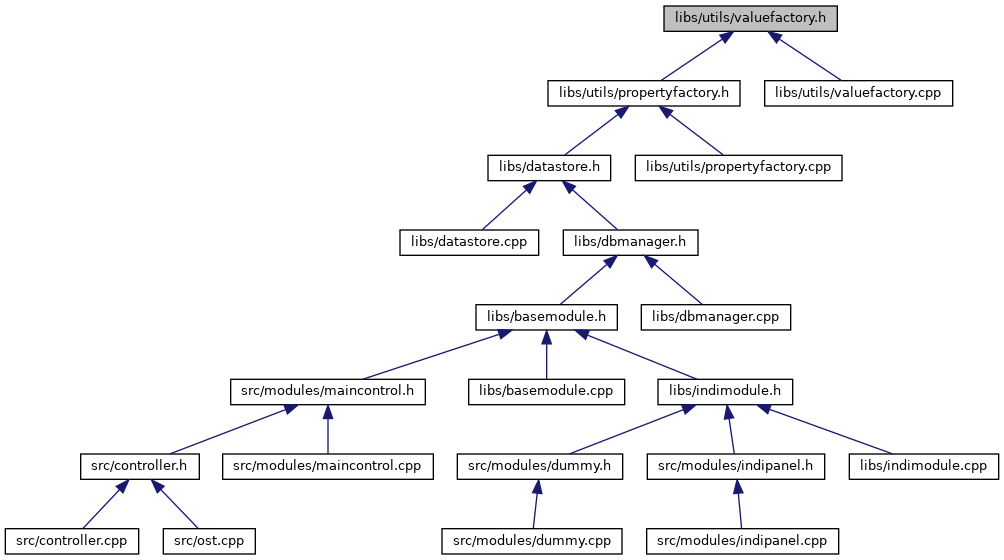 libs/utils/valuefactory.h
libs/utils/propertyfactory.h
libs/utils/valuefactory.cpp
libs/datastore.h
libs/utils/propertyfactory.cpp
libs/datastore.cpp
libs/dbmanager.h
libs/basemodule.h
libs/dbmanager.cpp
src/modules/maincontrol.h
libs/basemodule.cpp
libs/indimodule.h
src/controller.h
src/modules/maincontrol.cpp
src/modules/dummy.h
src/modules/indipanel.h
libs/indimodule.cpp
src/controller.cpp
src/ost.cpp
src/modules/dummy.cpp
src/modules/indipanel.cpp